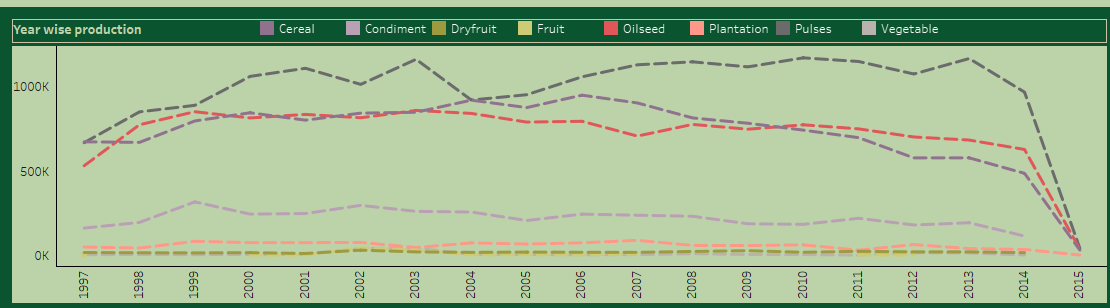 Year wise production Cereal Condiment Dryfruit Fruit Oilseed Plantation Pulses Vegetable
1000K
500K
0K
1997 1998 1999 2000 2001 2002 2003 2004 2005 2006 2007 2008 2009 2010 2011 2012 2013 2014 2015